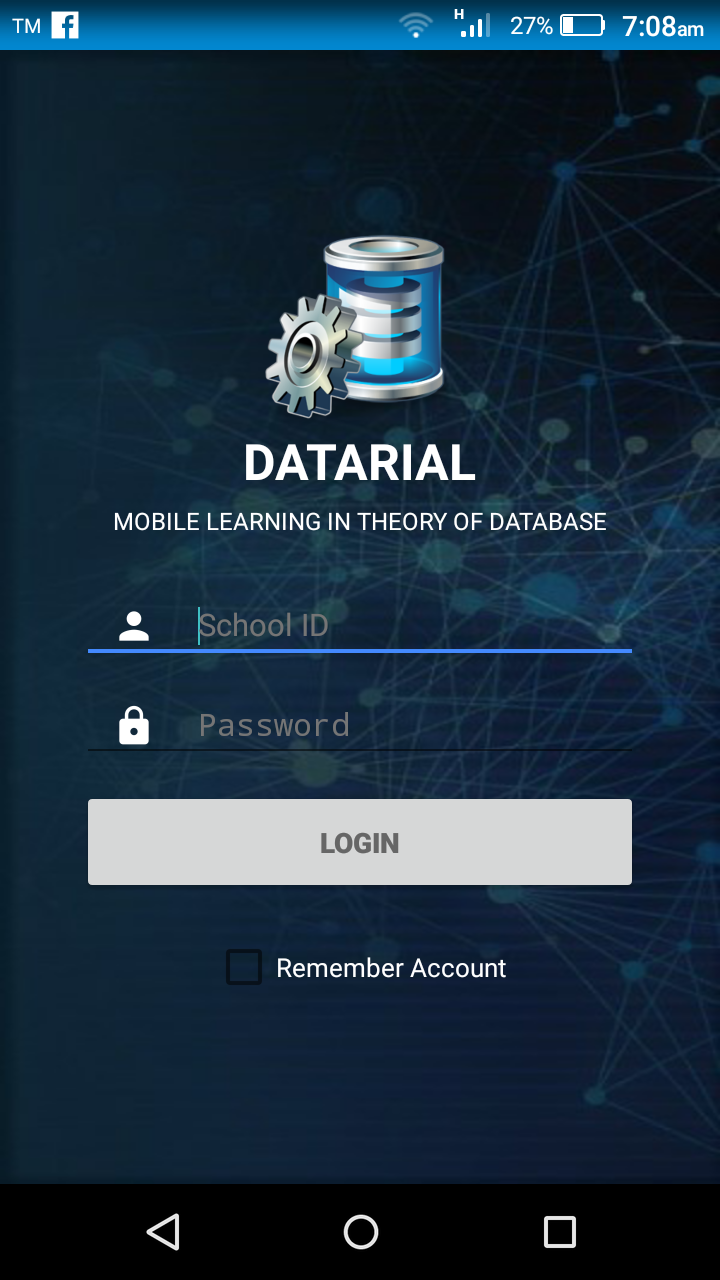 TM
H
27%
7:08am
DATARIAL
MOBILE LEARNING IN THEORY OF DATABASE
School ID
Password
LOGIN
Remember Account